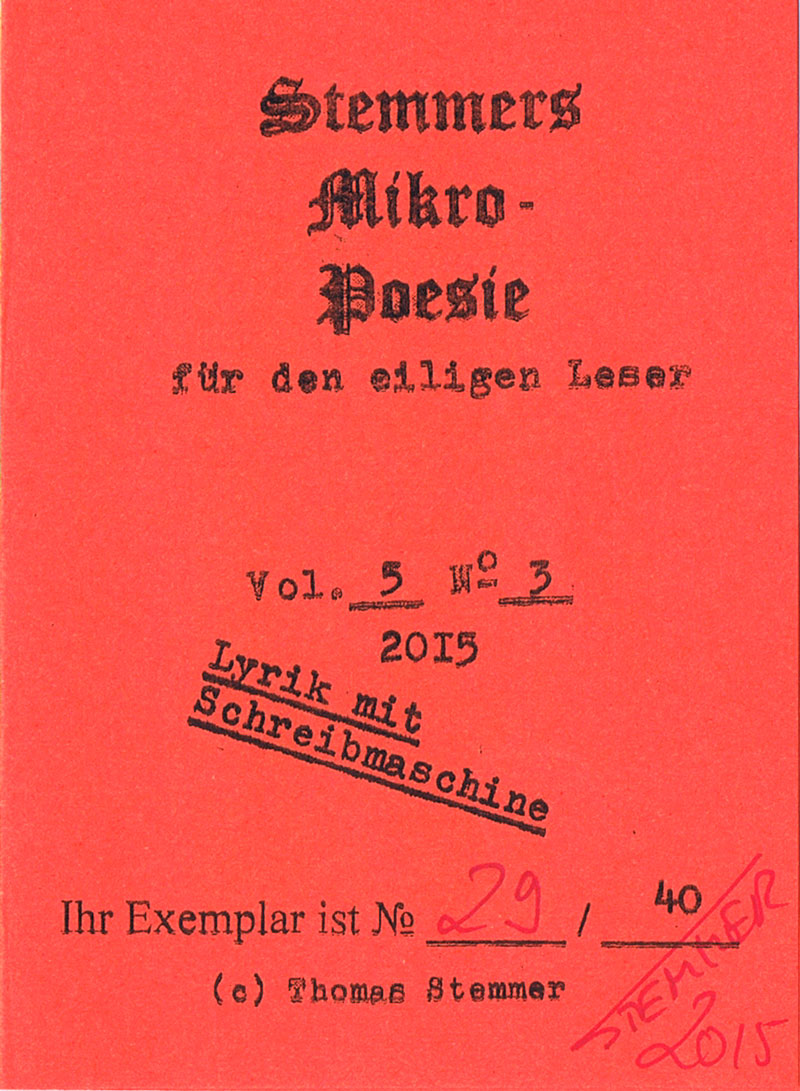 Stemmers
Mikro-
Poesie
für den eiligen Leser
Vol. 5 No 3
2015
Lyrik mit
Schreibmaschine
Ihr Exemplar ist № 29 / 40
(c) Thomas Stemmer
STEMMER
2015